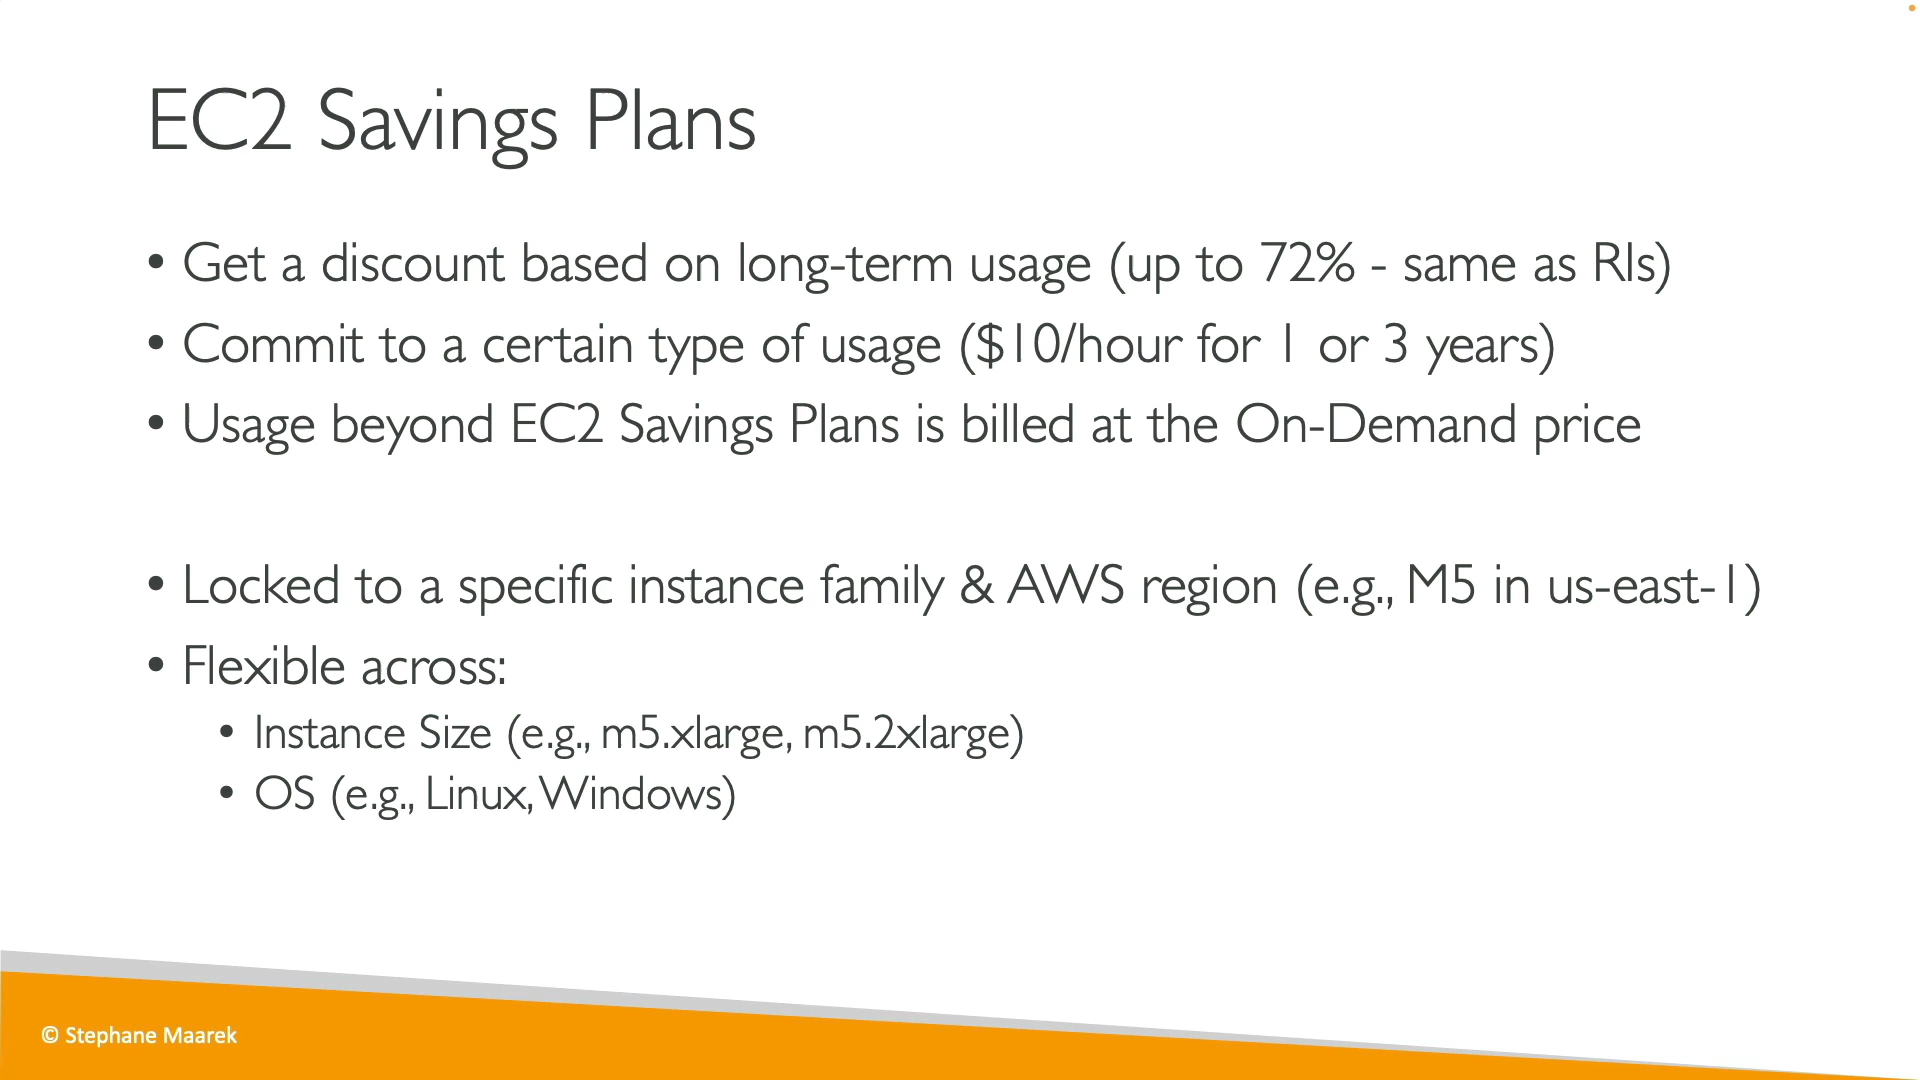 EC2 Savings Plans
• Get a discount based on long-term usage (up to 72% - same as RIs)
• Commit to a certain type of usage ($10/hour for 1 or 3 years)
• Usage beyond EC2 Savings Plans is billed at the On-Demand price
• Locked to a specific instance family & AWS region (e.g., M5 in us-east-1)
• Flexible across:
• Instance Size (e.g., m5.xlarge, m5.2xlarge)
• OS (e.g., Linux, Windows)
© Stephane Maarek